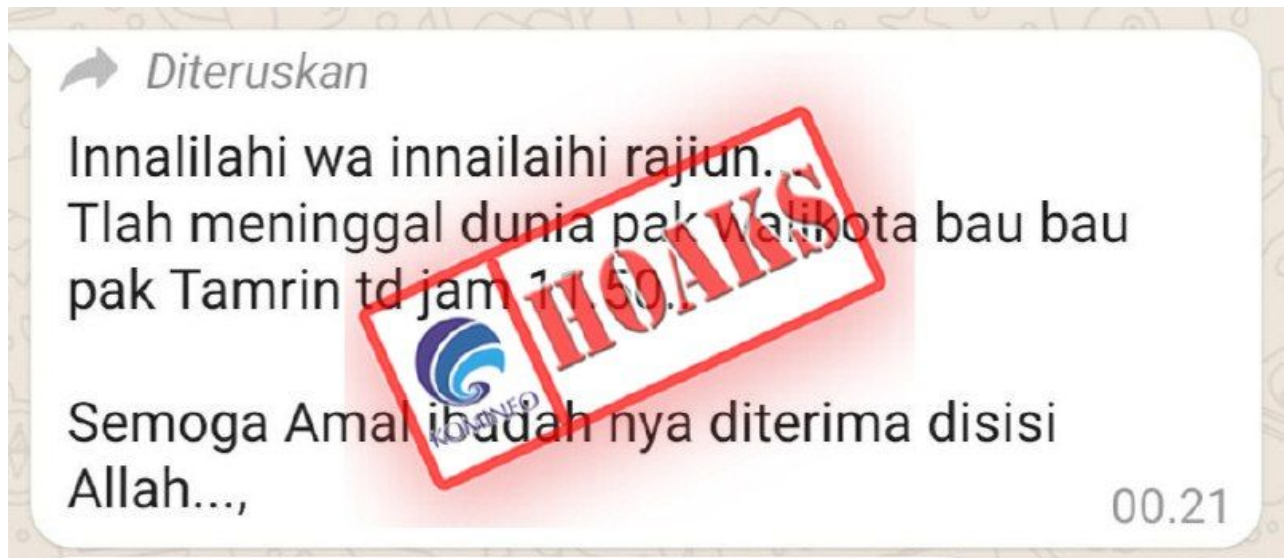 Diteruskan
Innalilahi wa innailaihi rajiun...
Tlah meninggal dunia pak walikota bau bau
pak Tamrin td jam 11.50..
HOAKS
KOMINFO
Semoga Amal ibadah nya diterima disisi
Allah...,
00.21